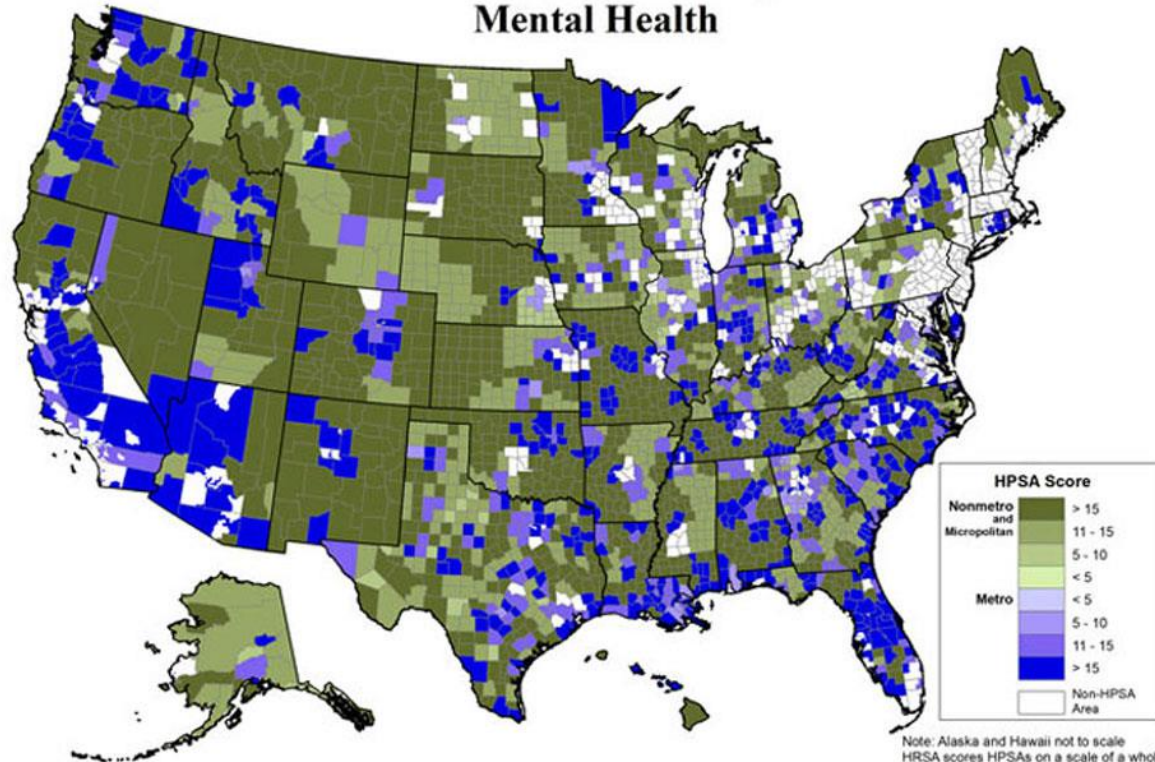 Mental Health
HPSA Score
Nonmetro
and
Micropolitan
> 15
11 - 15
5 - 10
< 5
Metro
< 5
5 - 10
11 - 15
> 15
Non-HPSA
Area
Note: Alaska and Hawaii not to scale
HRSA scores HPSAs on a scale of a whol